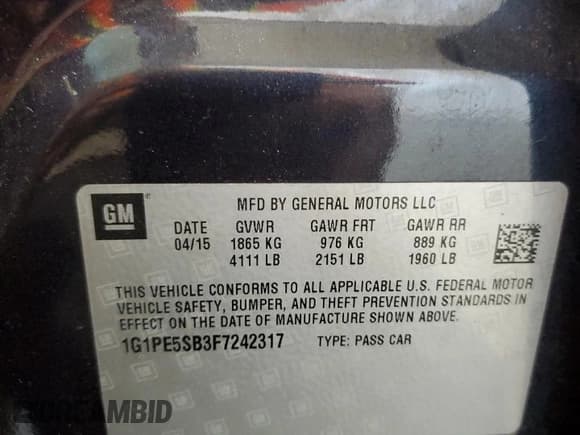 GM
MFD BY GENERAL MOTORS LLC
DATE GVWR GAWR FRT GAWR RR
04/15 1865 KG 976 KG 889 KG
4111 LB 2151 LB 1960 LB
THIS VEHICLE CONFORMS TO ALL APPLICABLE U.S. FEDERAL MOTOR
VEHICLE SAFETY, BUMPER, AND THEFT PREVENTION STANDARDS IN
EFFECT ON THE DATE OF MANUFACTURE SHOWN ABOVE.
1G1PE5SB3F7242317 TYPE: PASS CAR
DREAMBID